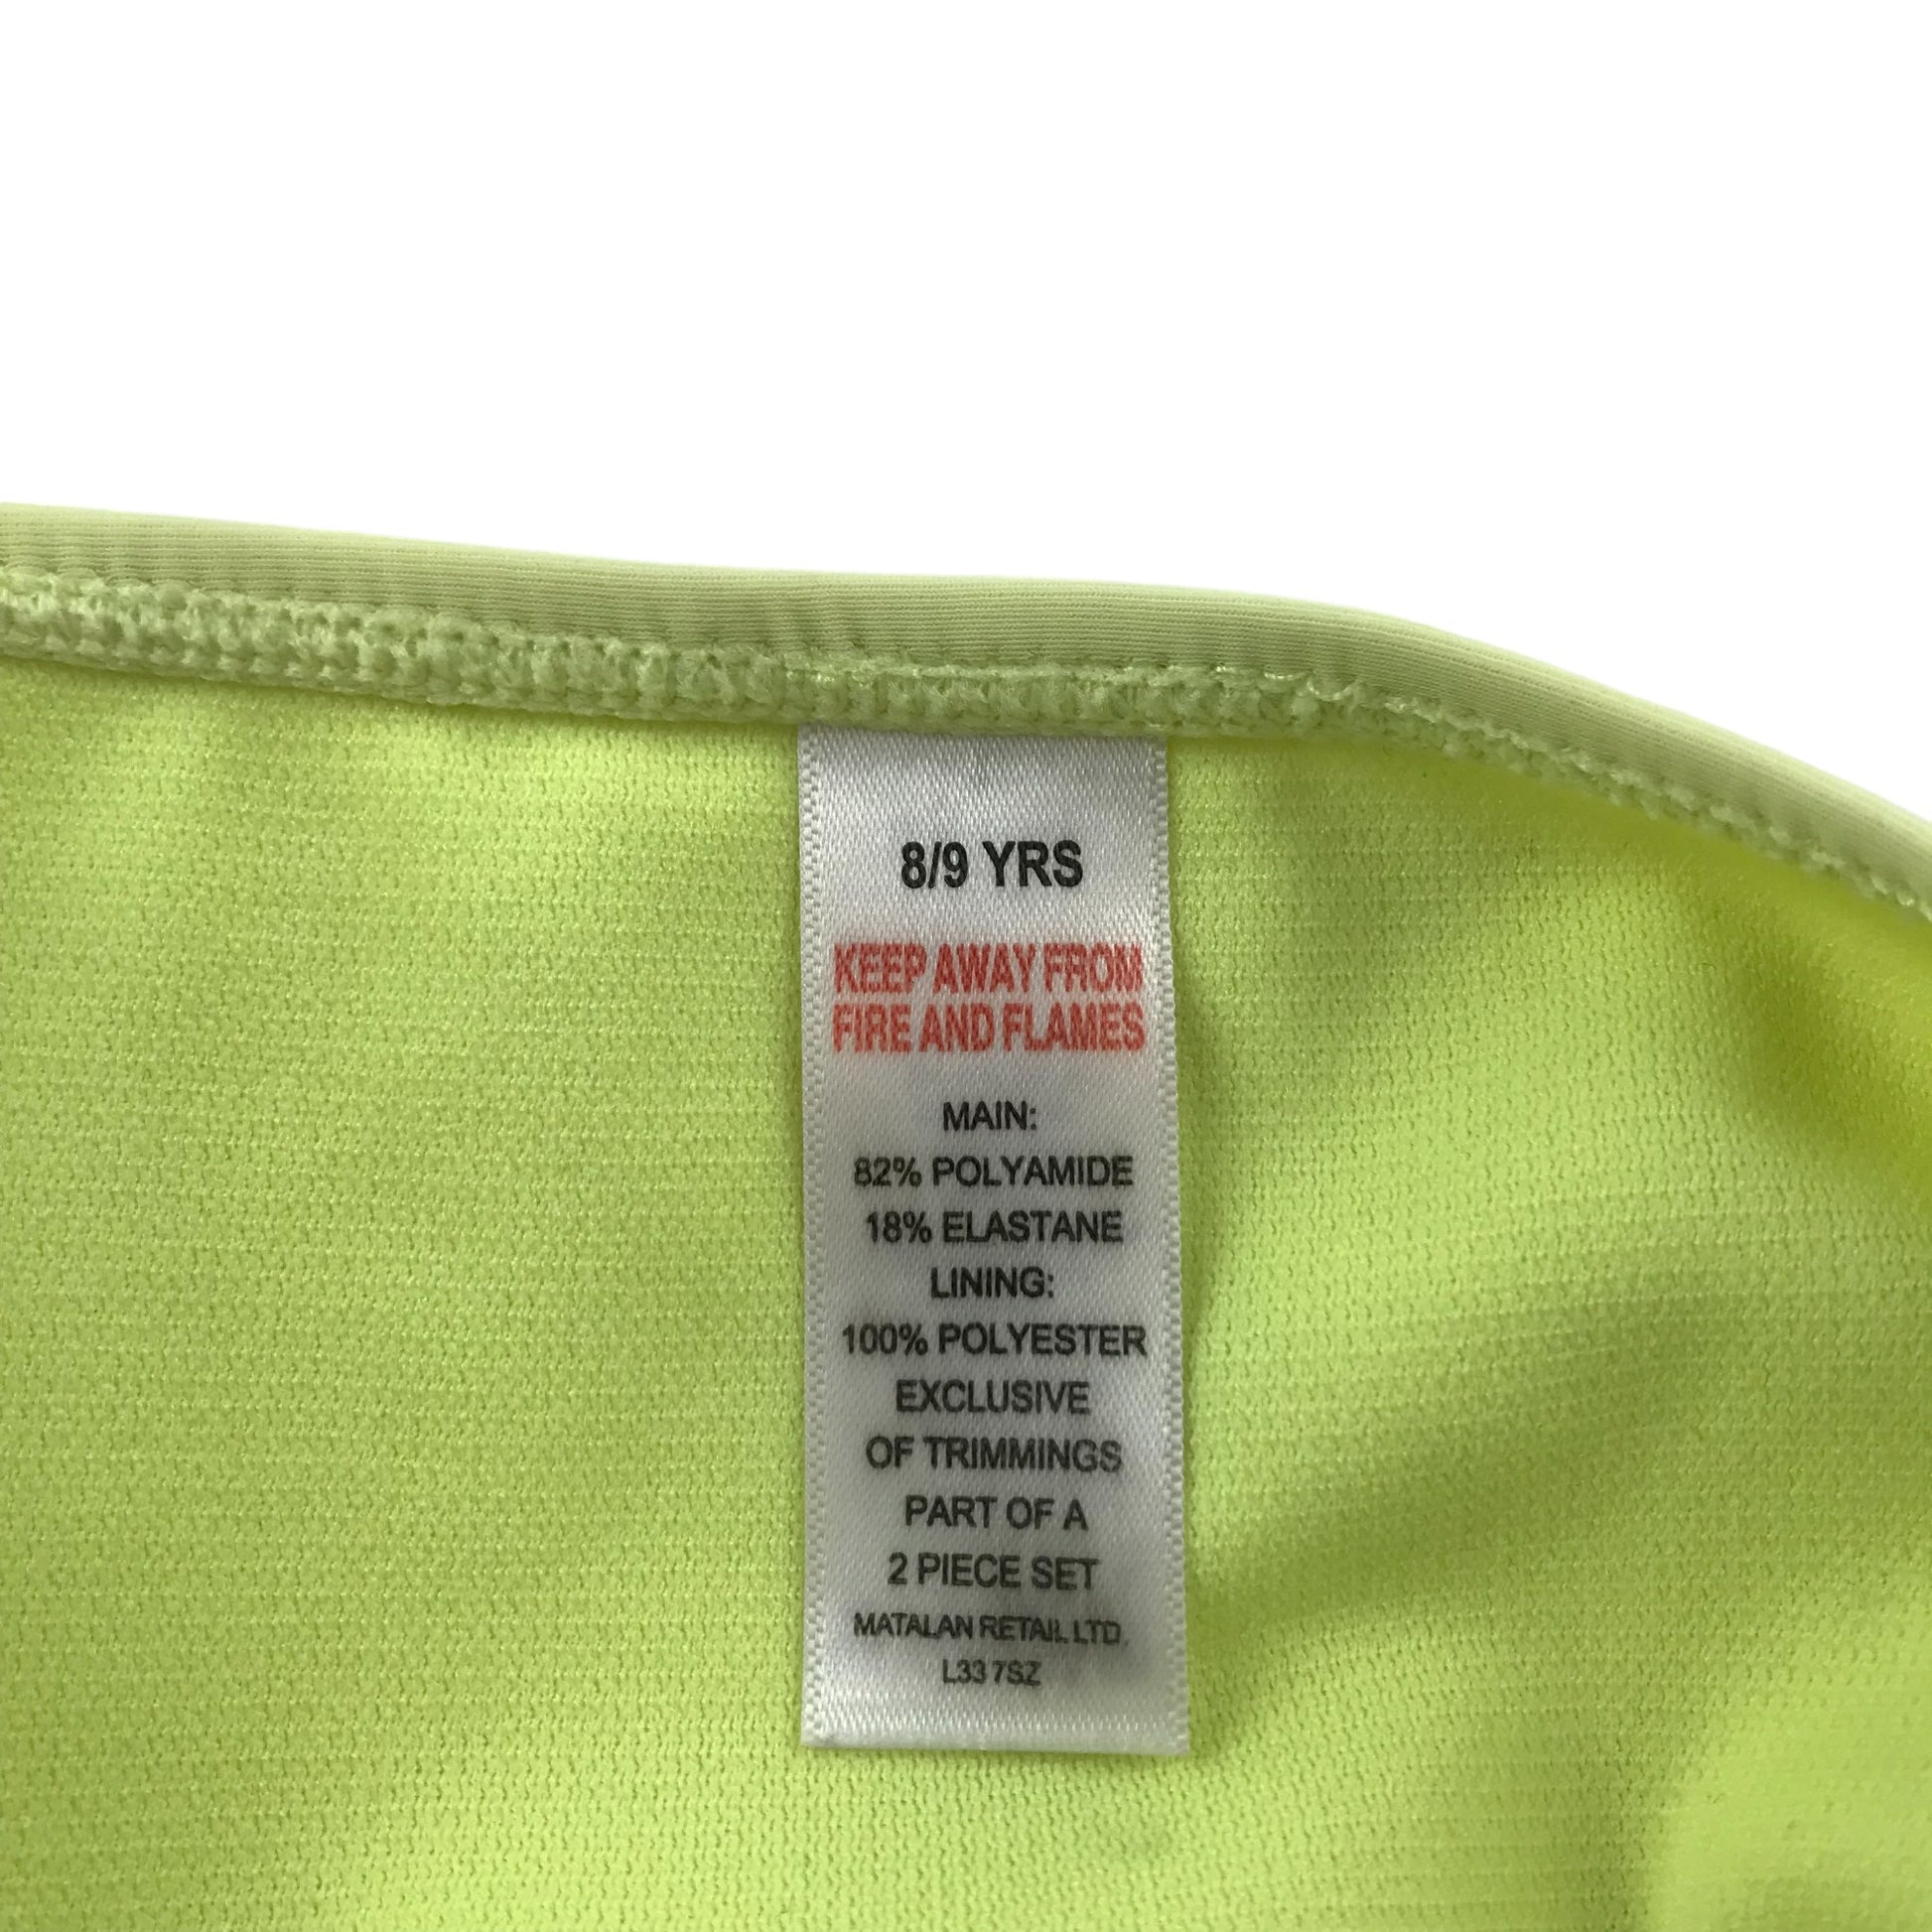 8/9 YRS
KEEP AWAY FROM
FIRE AND FLAMES
MAIN:
82% POLYAMIDE
18% ELASTANE
LINING:
100% POLYESTER
EXCLUSIVE
OF TRIMMINGS
PART OF A
2 PIECE SET
MATALAN RETAIL LTD.
L33 7SZ